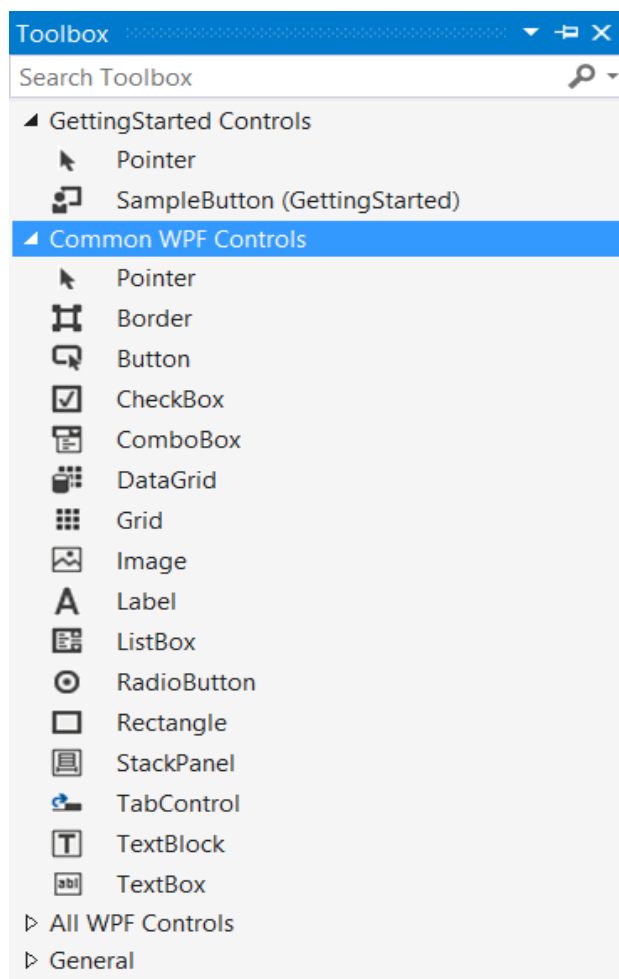 Toolbox
Search Toolbox
GettingStarted Controls
Pointer
SampleButton (GettingStarted)
Common WPF Controls
Pointer
Border
Button
CheckBox
ComboBox
DataGrid
Grid
Image
A Label
ListBox
RadioButton
Rectangle
StackPanel
TabControl
T TextBlock
abl TextBox
All WPF Controls
General